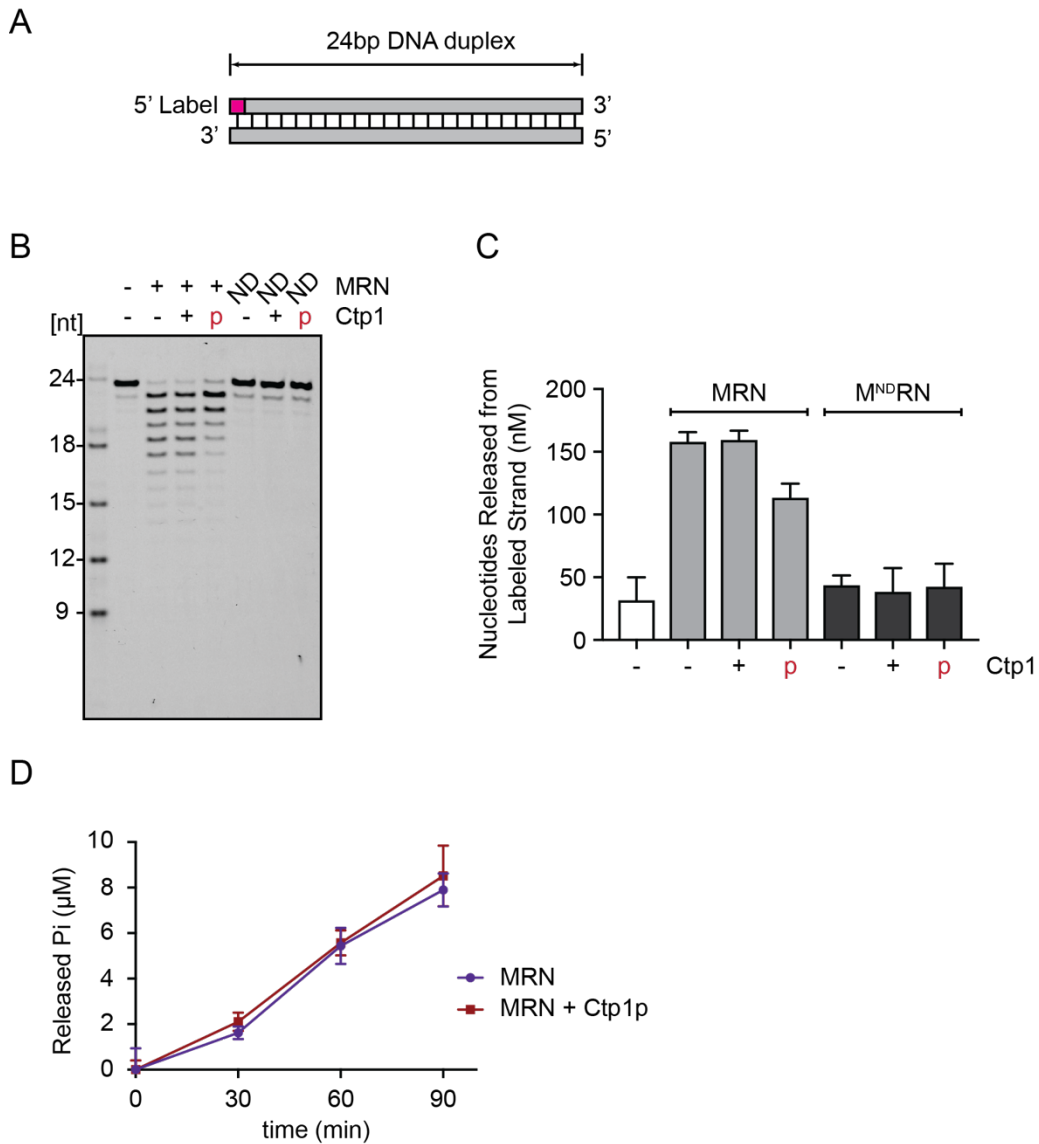 A
24bp DNA duplex
5’ Label 3’
3’ 5’
B
- + + + ND ND ND MRN
- - + p - + p Ctp1
[nt]
24
18
15
12
9
C
Nucleotides Released from
Labeled Strand (nM)
200
150
100
50
0
MRN MNDRN
- - + p - + p Ctp1
D
Released Pi (µM)
10
8
6
4
2
0
0 30 60 90
time (min)
MRN
MRN + Ctp1p